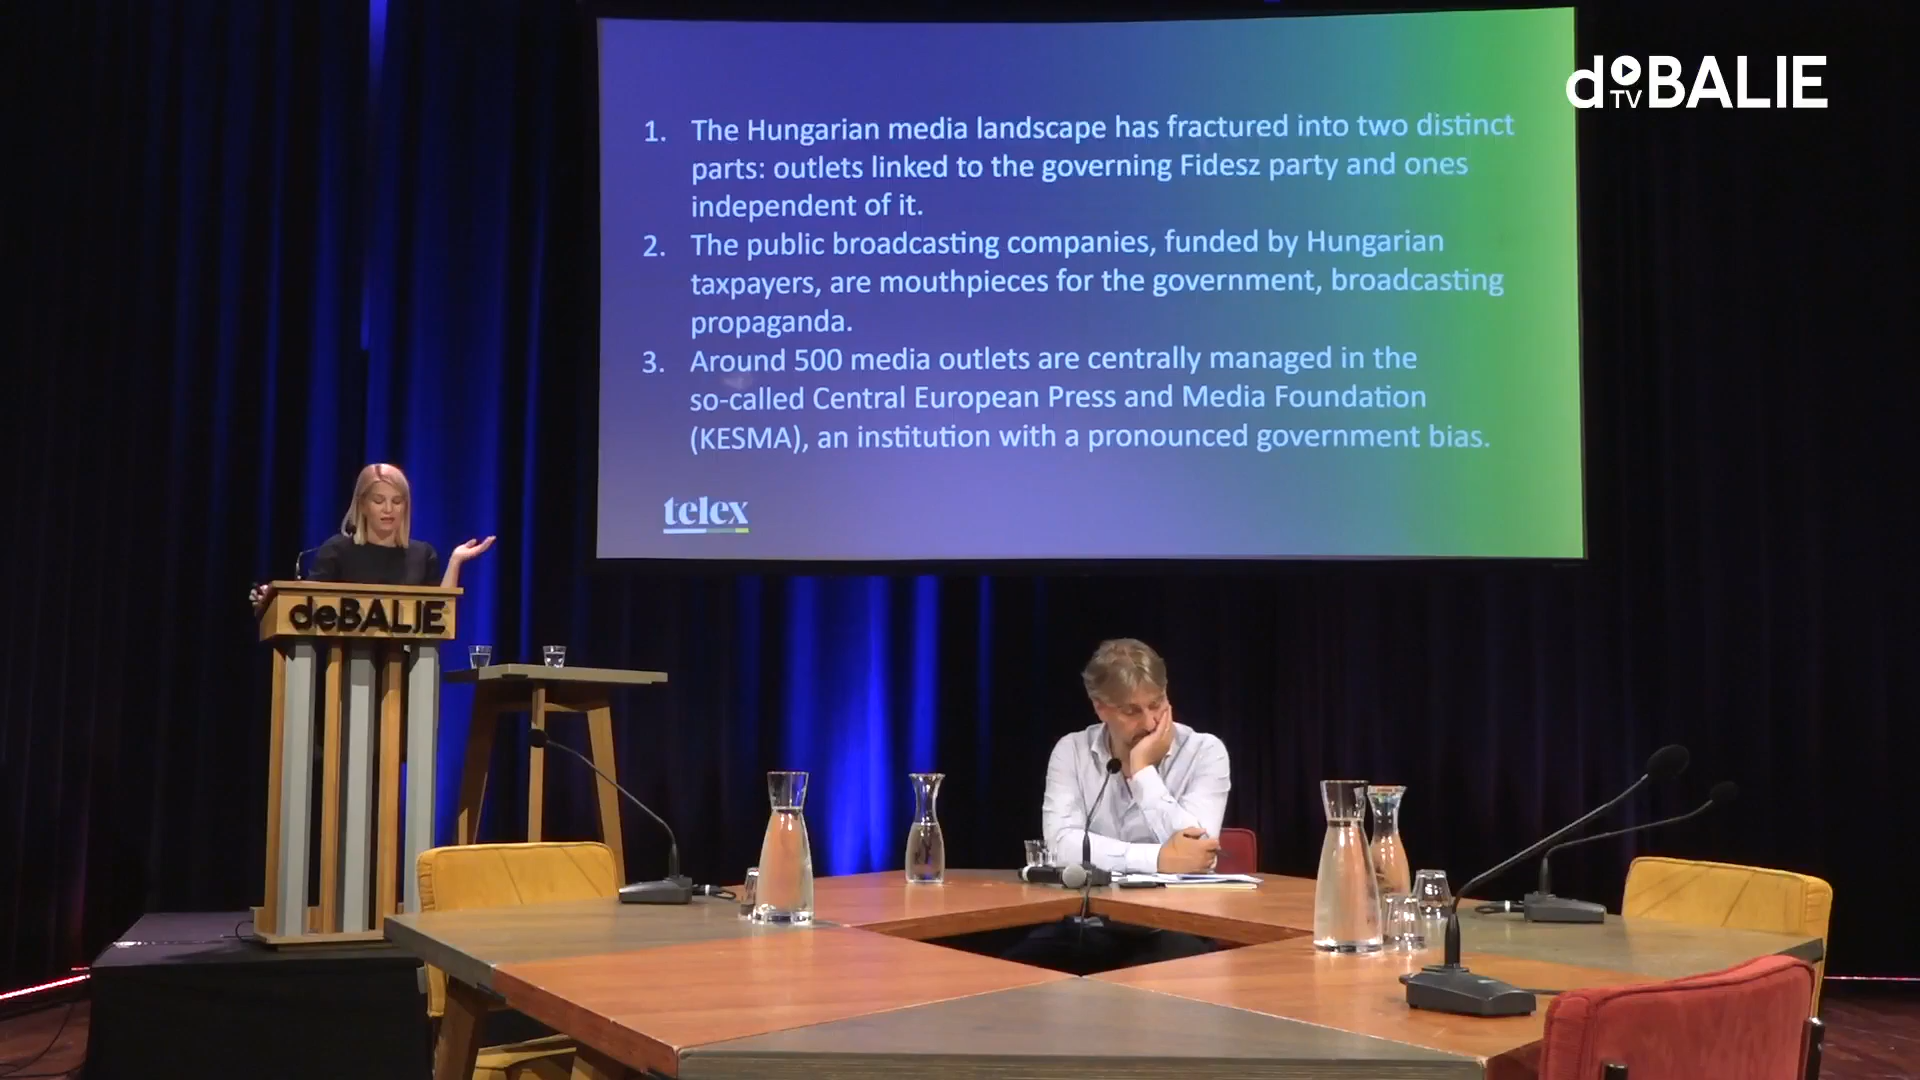 1. The Hungarian media landscape has fractured into two distinct
parts: outlets linked to the governing Fidesz party and ones
independent of it.
2. The public broadcasting companies, funded by Hungarian
taxpayers, are mouthpieces for the government, broadcasting
propaganda.
3. Around 500 media outlets are centrally managed in the
so-called Central European Press and Media Foundation
(KESMA), an institution with a pronounced government bias.
telex
deBALIE TV
deBALIE